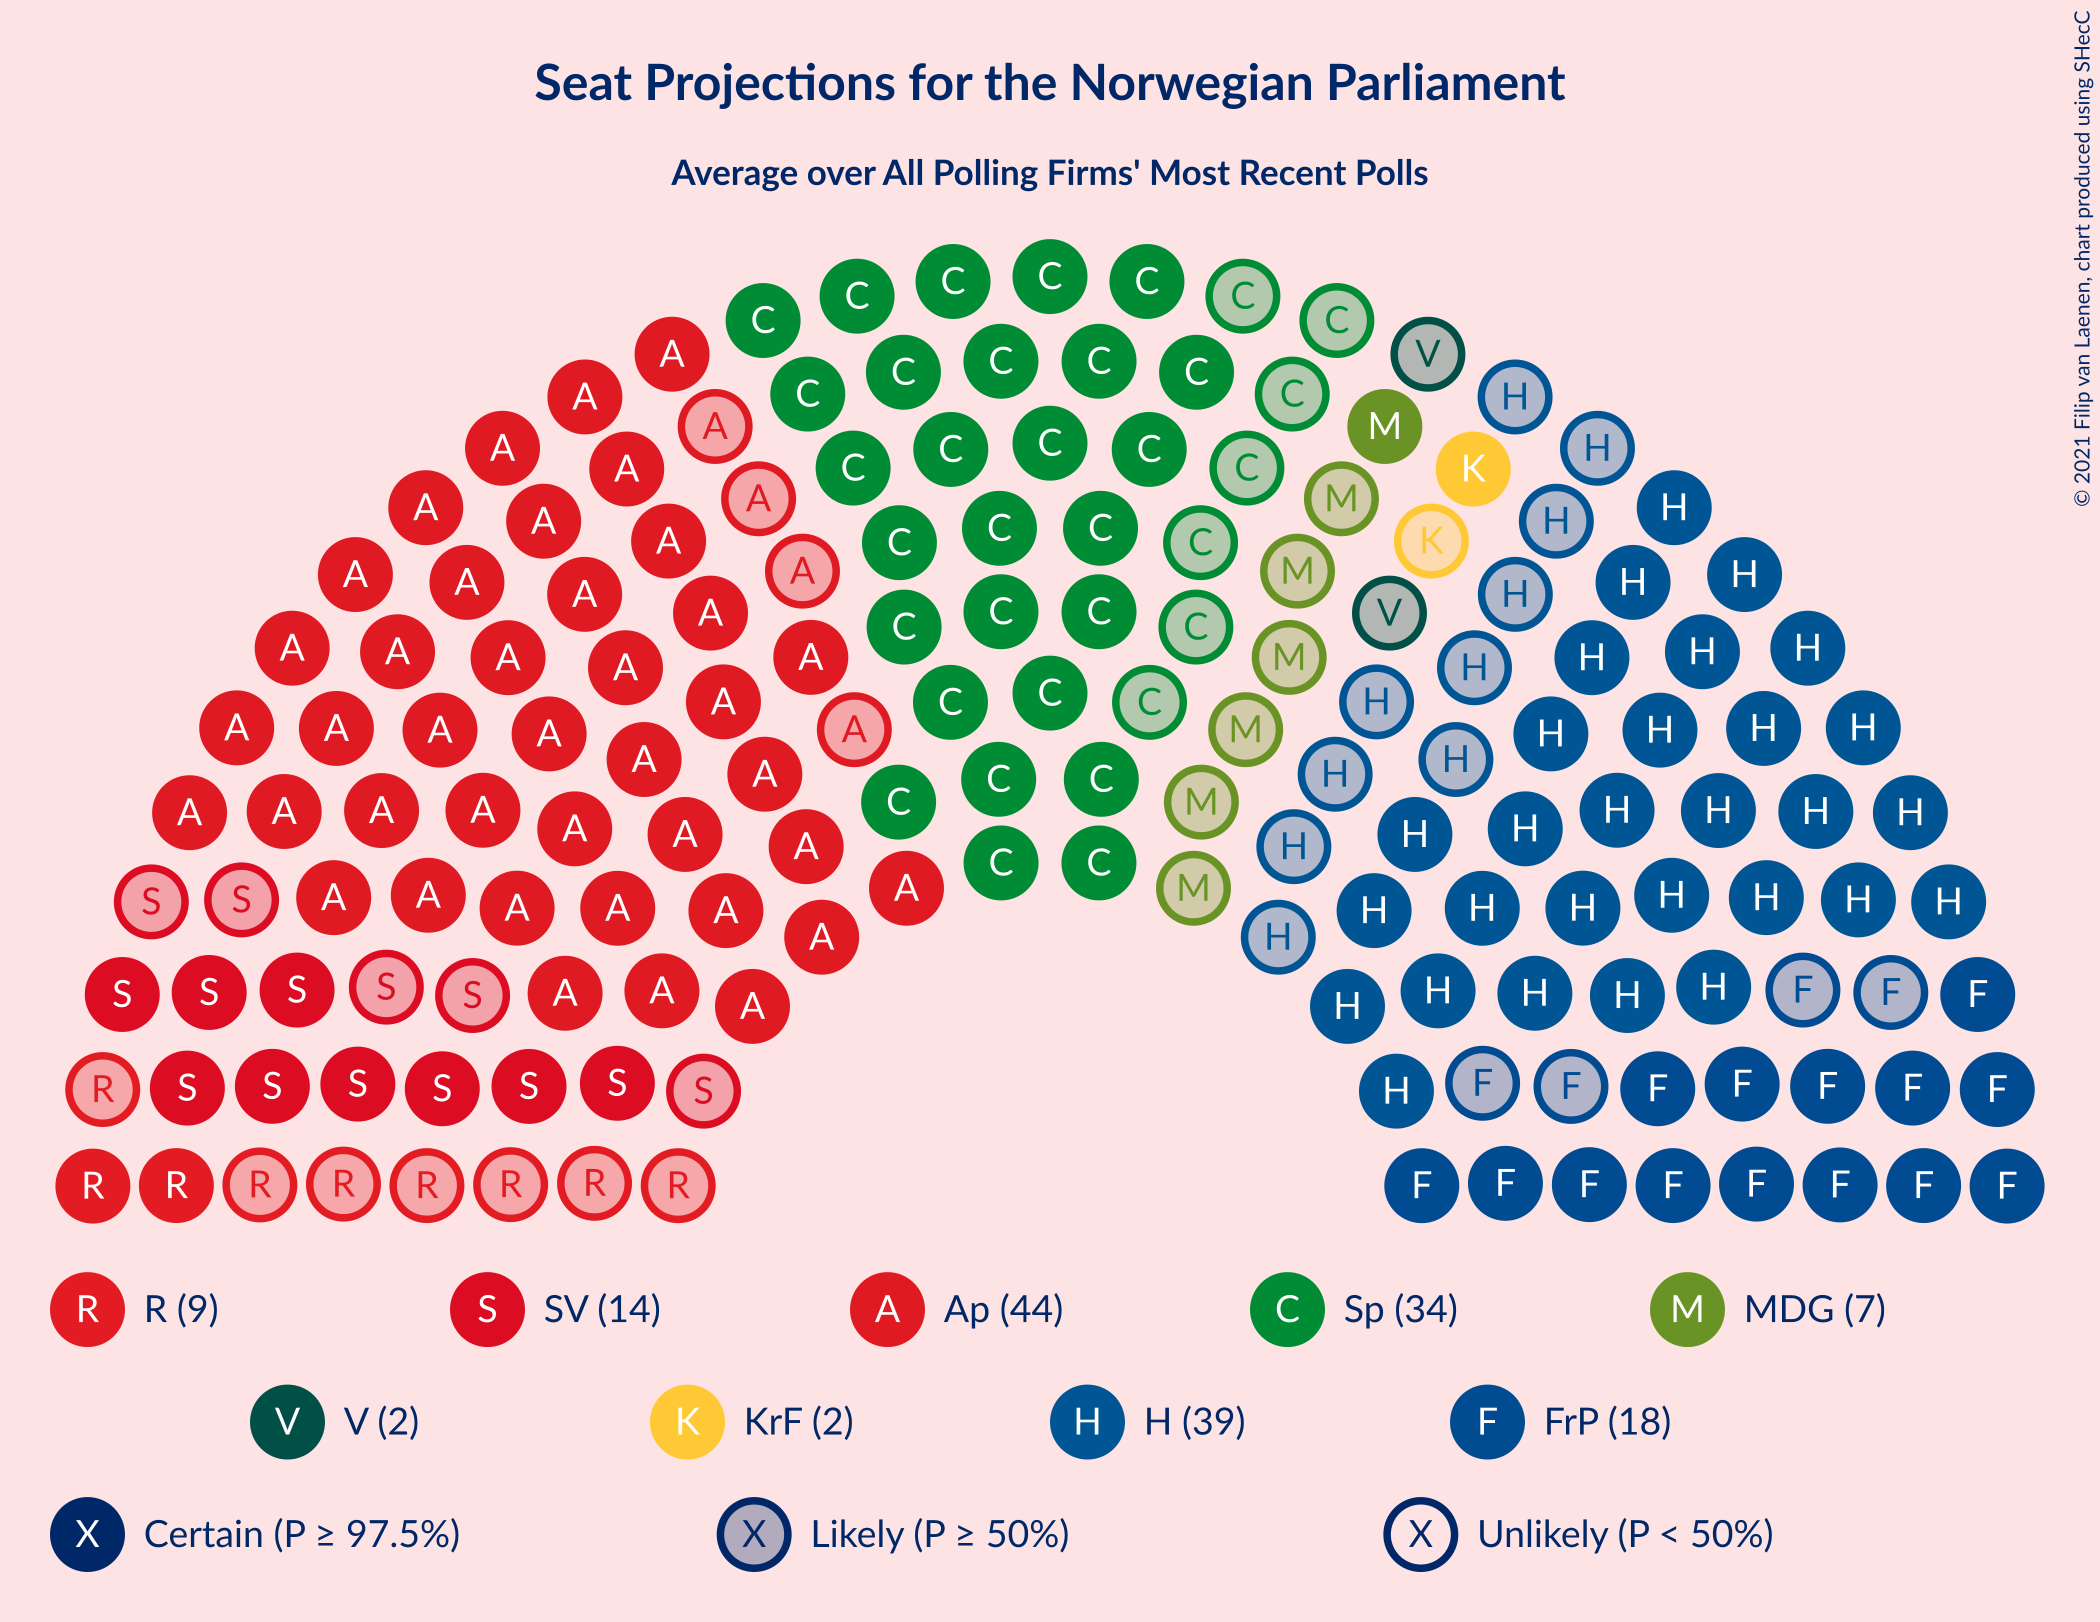 Seat Projections for the Norwegian Parliament
Average over All Polling Firms' Most Recent Polls
© 2021 Filip van Laenen, chart produced using SHecC
C C C C C C C
A C C C C C C V
A A C C C C C M H
A A A C C C C M K H
A A A A C C C M K H H
A A A A A C C C M V H H H
A A A A A C C C M H H H H
A A A A A A C C M H H H H H
A A A A A A C M H H H H H H
S S A A A A A A C C M H H H H H H H H
S S S S S A A A H H H H H F F F
R S S S S S S S H F F F F F F F
R R R R R R R R F F F F F F F F
R R (9) S SV (14) A Ap (44) C Sp (34) M MDG (7)
V V (2) K KrF (2) H H (39) F FrP (18)
X Certain (P ≥ 97.5%) X Likely (P ≥ 50%) X Unlikely (P < 50%)